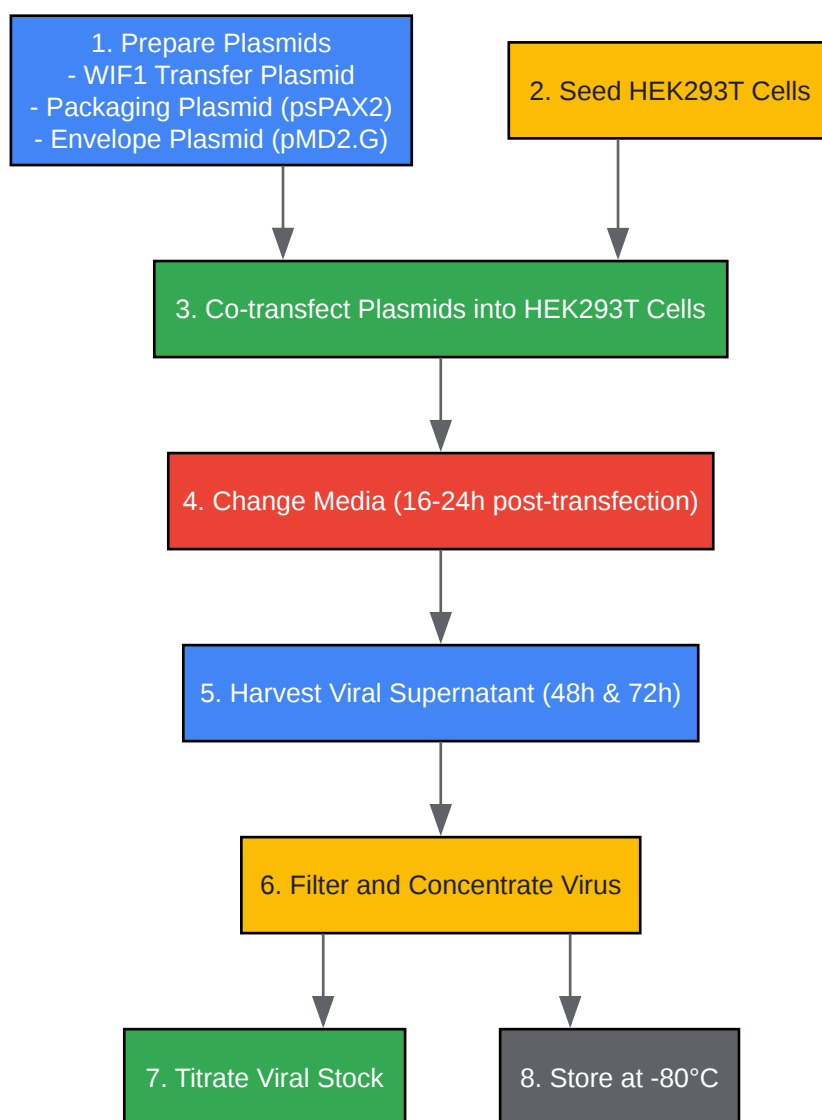 1. Prepare Plasmids
- WIF1 Transfer Plasmid
- Packaging Plasmid (psPAX2)
- Envelope Plasmid (pMD2.G)
2. Seed HEK293T Cells
3. Co-transfect Plasmids into HEK293T Cells
4. Change Media (16-24h post-transfection)
5. Harvest Viral Supernatant (48h & 72h)
6. Filter and Concentrate Virus
7. Titrate Viral Stock
8. Store at -80°C